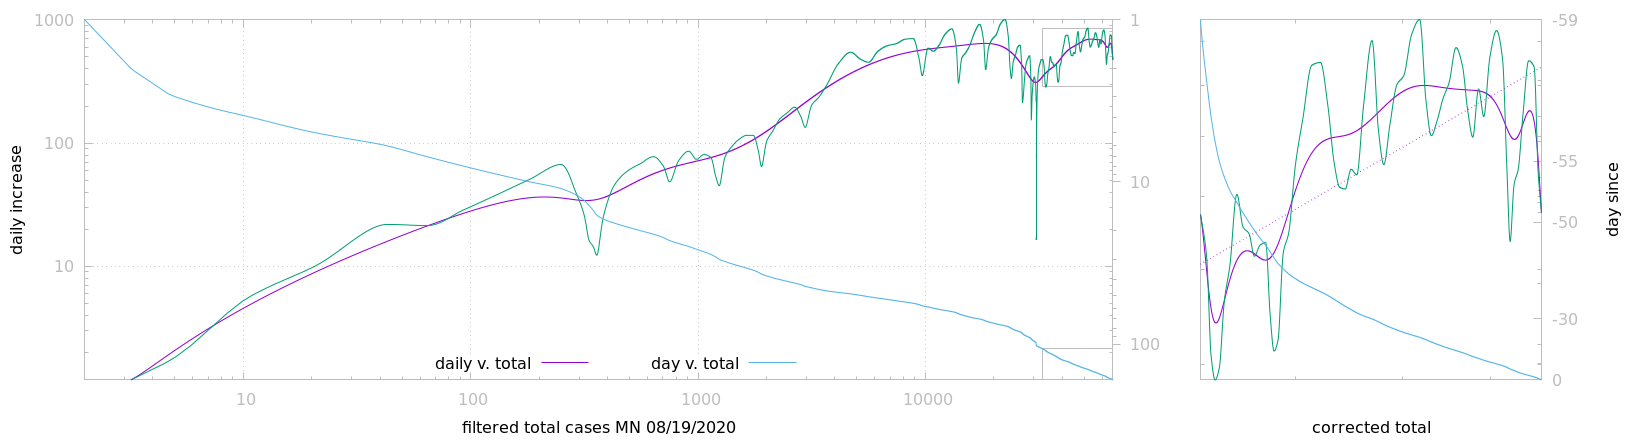 1000
100
10
daily increase
10
100
1000
10000
filtered total cases MN 08/19/2020
daily v. total
day v. total
1
10
100
-59
-55
-50
-30
0
day since
corrected total